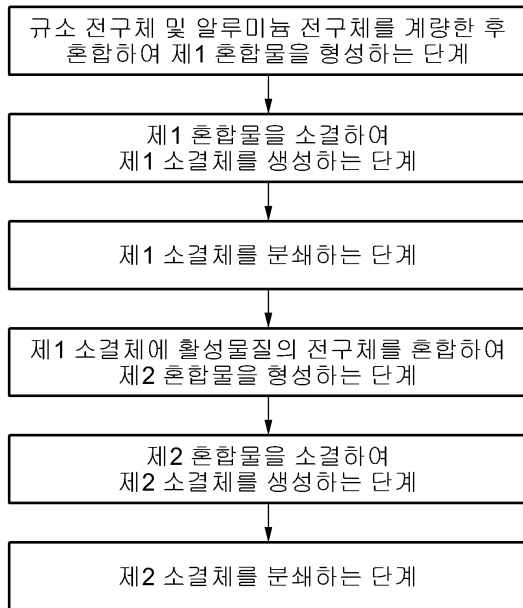 규소 전구체 및 알루미늄 전구체를 계량한 후
혼합하여 제1 혼합물을 형성하는 단계
제1 혼합물을 소결하여
제1 소결체를 생성하는 단계
제1 소결체를 분쇄하는 단계
제1 소결체에 활성물질의 전구체를 혼합하여
제2 혼합물을 형성하는 단계
제2 혼합물을 소결하여
제2 소결체를 생성하는 단계
제2 소결체를 분쇄하는 단계